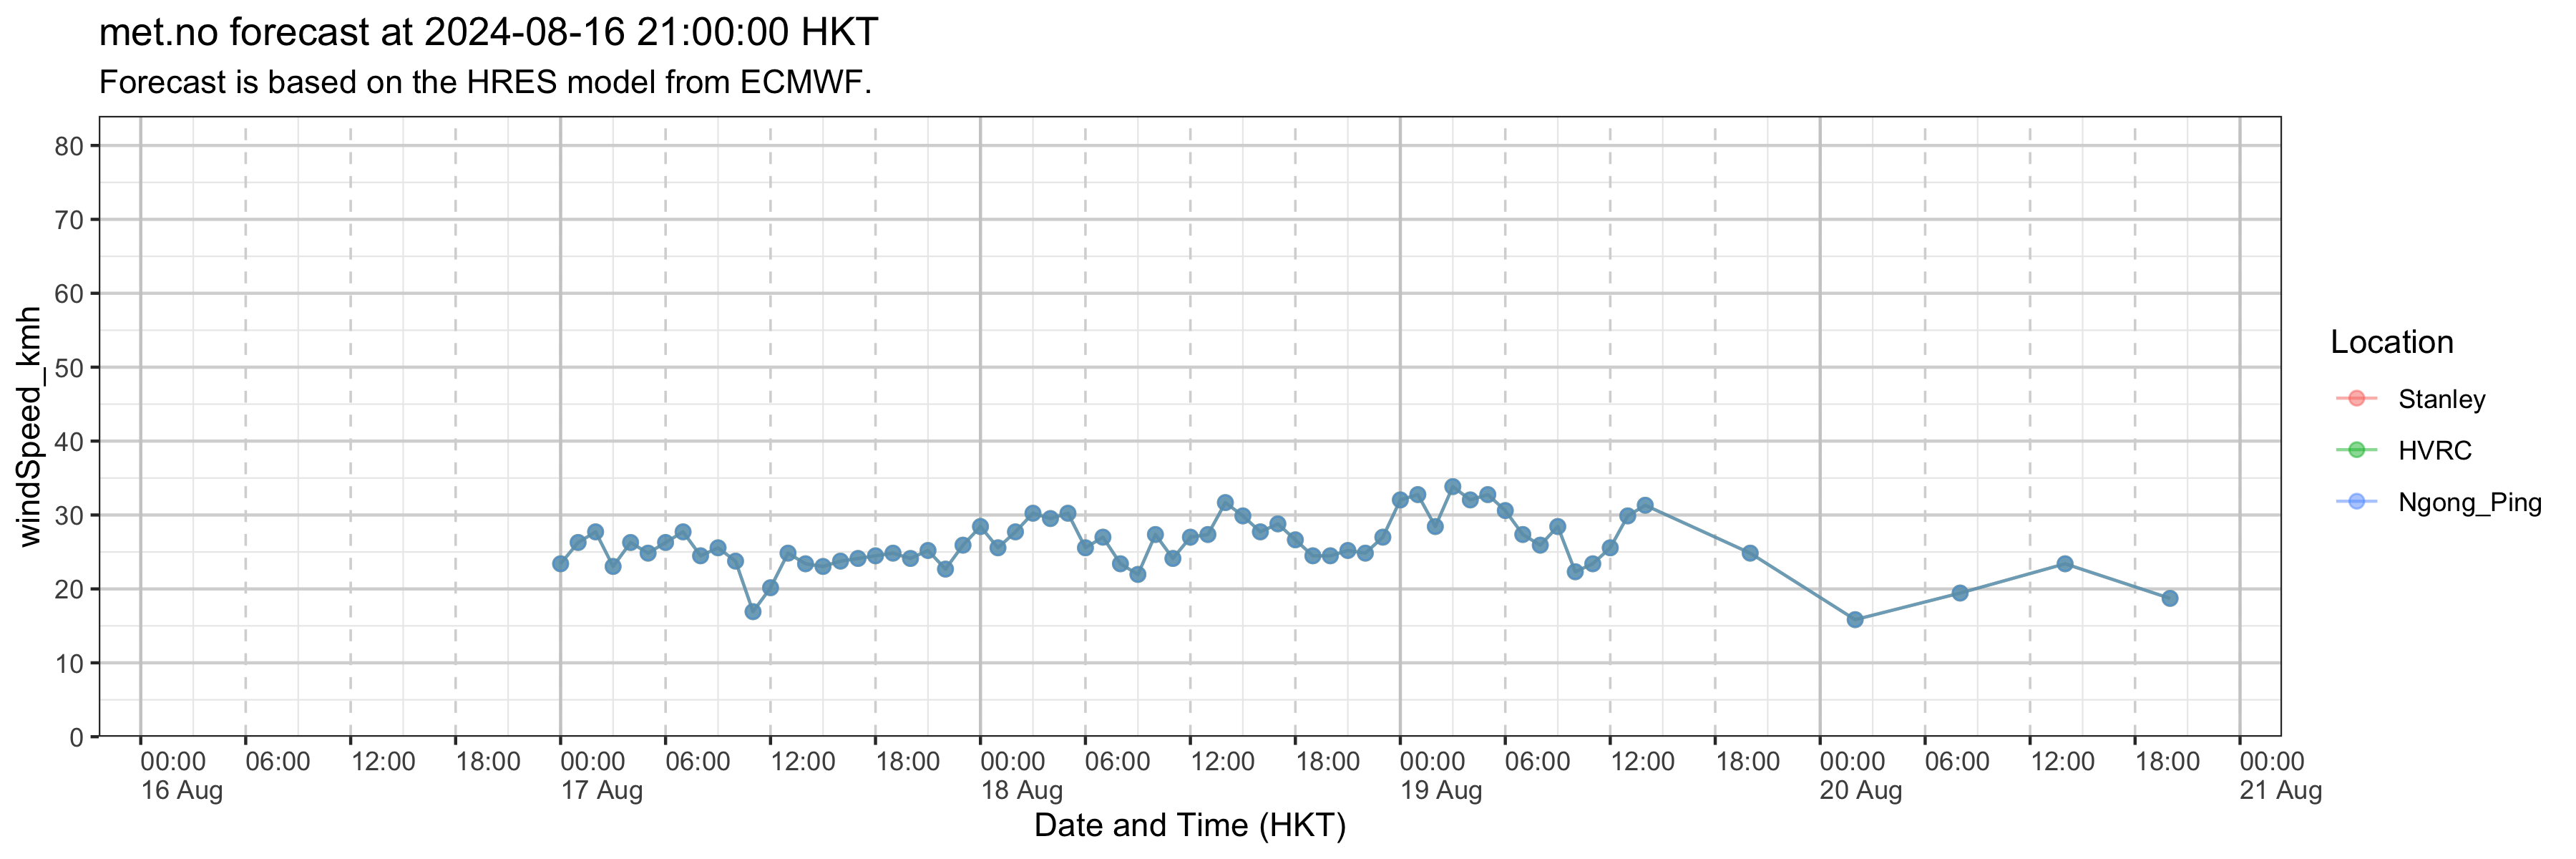 met.no forecast at 2024-08-16 21:00:00 HKT
Forecast is based on the HRES model from ECMWF.
80
70
60
50
40
30
20
10
0
windSpeed_kmh
00:00 06:00 12:00 18:00 00:00 06:00 12:00 18:00 00:00 06:00 12:00 18:00 00:00 06:00 12:00 18:00 00:00 06:00 12:00 18:00 00:00
16 Aug 17 Aug 18 Aug 19 Aug 20 Aug 21 Aug
Date and Time (HKT)
Location
Stanley
HVRC
Ngong_Ping